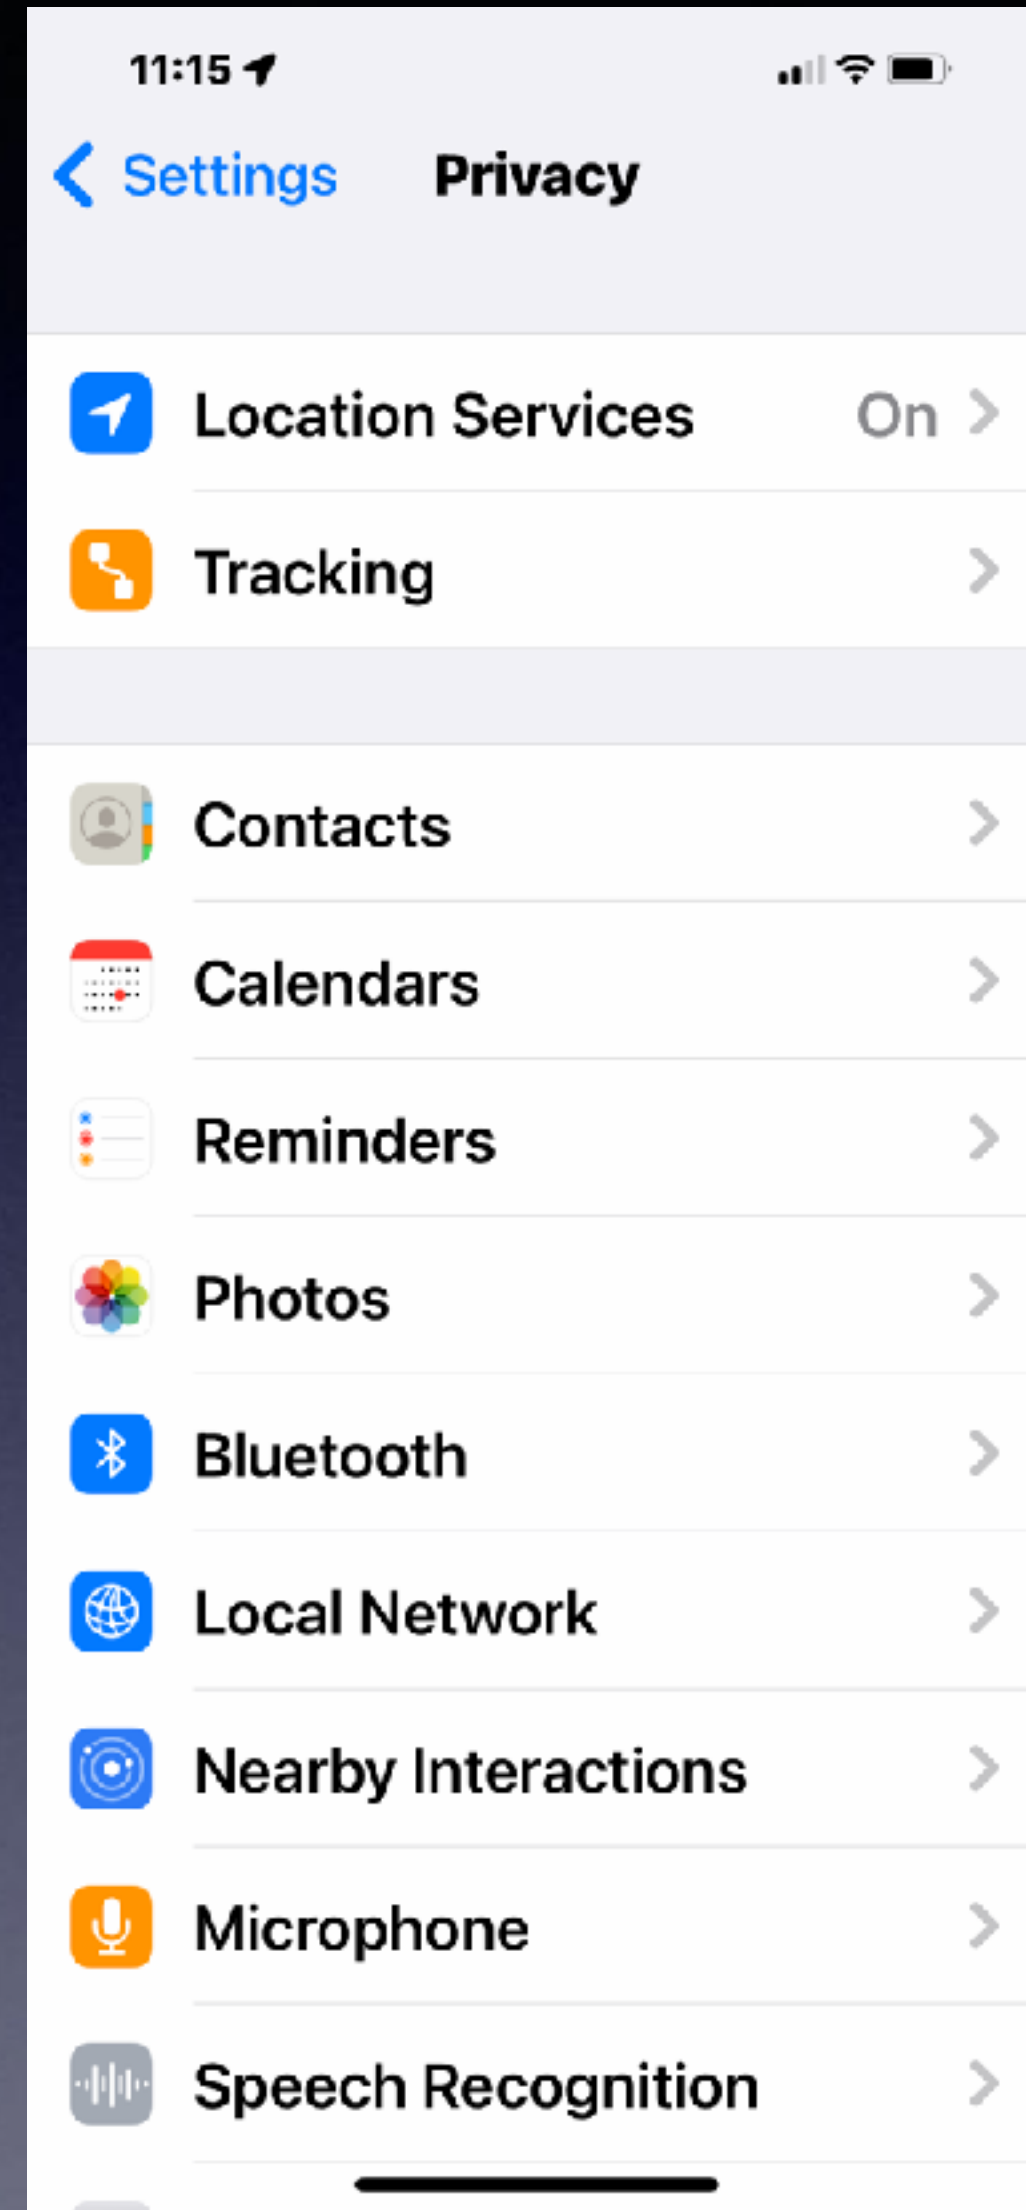 11:15
Settings Privacy
Location Services On
Tracking
Contacts
Calendars
Reminders
Photos
Bluetooth
Local Network
Nearby Interactions
Microphone
Speech Recognition